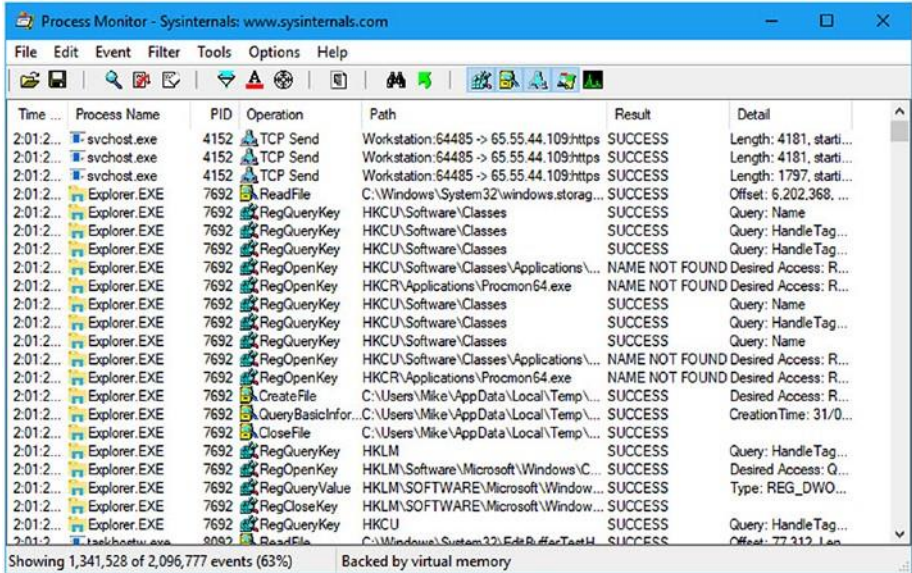 Process Monitor - Sysinternals: www.sysinternals.com
File Edit Event Filter Tools Options Help
Time ... Process Name PID Operation Path Result Detail
2:01:2... svchost.exe 4152 TCP Send Workstation:64485 -> 65.55.44.109:https SUCCESS Length: 4181, starti...
2:01:2... svchost.exe 4152 TCP Send Workstation:64485 -> 65.55.44.109:https SUCCESS Length: 4181, starti...
2:01:2... svchost.exe 4152 TCP Send Workstation:64485 -> 65.55.44.109:https SUCCESS Length: 1797, starti...
2:01:2... Explorer.EXE 7692 ReadFile C:\Windows\System32\windows.storag... SUCCESS Offset: 6,202,368, ...
2:01:2... Explorer.EXE 7692 RegQueryKey HKCU\Software\Classes SUCCESS Query: Name
2:01:2... Explorer.EXE 7692 RegQueryKey HKCU\Software\Classes SUCCESS Query: HandleTag...
2:01:2... Explorer.EXE 7692 RegQueryKey HKCU\Software\Classes SUCCESS Query: HandleTag...
2:01:2... Explorer.EXE 7692 RegOpenKey HKCU\Software\Classes\Applications\... NAME NOT FOUND Desired Access: R...
2:01:2... Explorer.EXE 7692 RegOpenKey HKCR\Applications\Procmon64.exe NAME NOT FOUND Desired Access: R...
2:01:2... Explorer.EXE 7692 RegQueryKey HKCU\Software\Classes SUCCESS Query: Name
2:01:2... Explorer.EXE 7692 RegQueryKey HKCU\Software\Classes SUCCESS Query: HandleTag...
2:01:2... Explorer.EXE 7692 RegQueryKey HKCU\Software\Classes SUCCESS Query: Name
2:01:2... Explorer.EXE 7692 RegOpenKey HKCU\Software\Classes\Applications\... NAME NOT FOUND Desired Access: R...
2:01:2... Explorer.EXE 7692 RegOpenKey HKCR\Applications\Procmon64.exe NAME NOT FOUND Desired Access: R...
2:01:2... Explorer.EXE 7692 CreateFile C:\Users\Mike\AppData\Local\Temp\... SUCCESS Desired Access: R...
2:01:2... Explorer.EXE 7692 QueryBasicInfor... C:\Users\Mike\AppData\Local\Temp\... SUCCESS CreationTime: 31/0...
2:01:2... Explorer.EXE 7692 CloseFile C:\Users\Mike\AppData\Local\Temp\... SUCCESS
2:01:2... Explorer.EXE 7692 RegQueryKey HKLM SUCCESS Query: HandleTag...
2:01:2... Explorer.EXE 7692 RegOpenKey HKLM\Software\Microsoft\Windows\C... SUCCESS Desired Access: Q...
2:01:2... Explorer.EXE 7692 RegQueryValue HKLM\SOFTWARE\Microsoft\Window... SUCCESS Type: REG_DWO...
2:01:2... Explorer.EXE 7692 RegCloseKey HKLM\SOFTWARE\Microsoft\Window... SUCCESS
2:01:2... Explorer.EXE 7692 RegQueryKey HKCU SUCCESS Query: HandleTag...
2:01:2... taskhostw.exe 8092 ReadFile C:\Windows\System32\EditBufferTestH... SUCCESS Offset: 77,312, Len...
Showing 1,341,528 of 2,096,777 events (63%) Backed by virtual memory